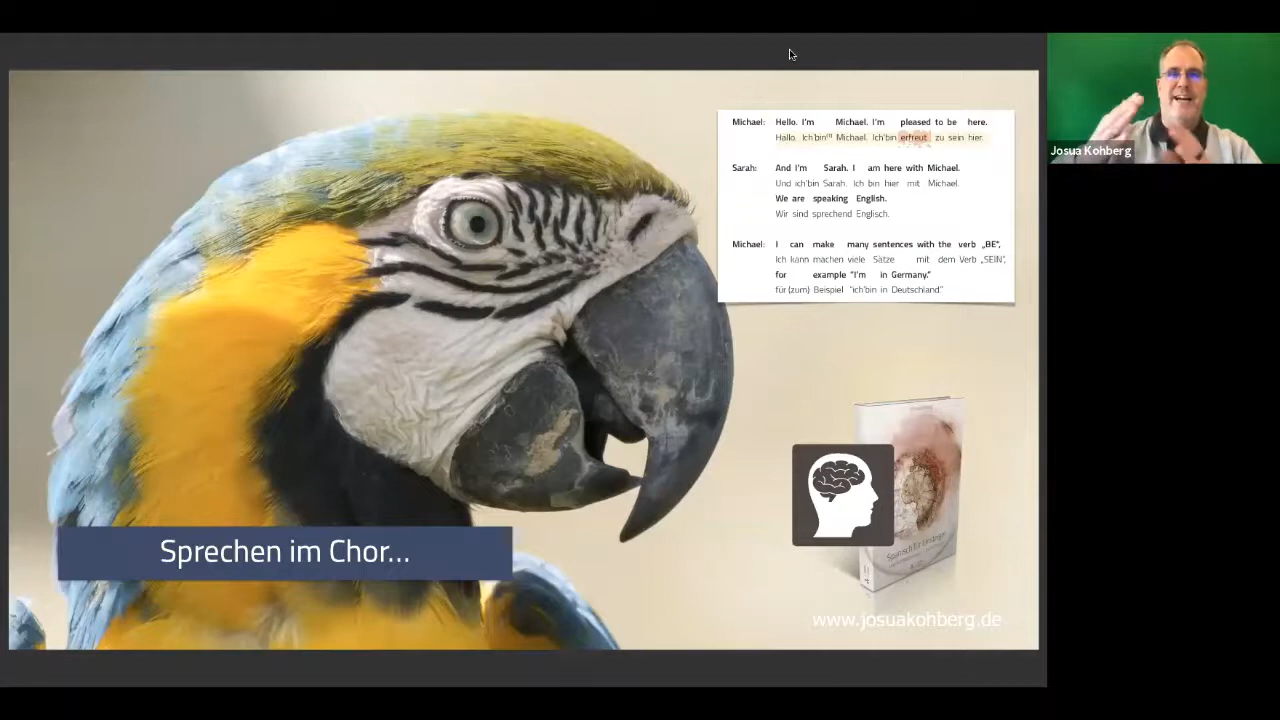 Michael: Hello. I'm Michael. I'm pleased to be here.
Hallo. Ich'bin⁽¹⁾ Michael. Ich'bin erfreut zu sein hier.
Sarah: And I'm Sarah. I am here with Michael.
Und ich'bin Sarah. Ich bin hier mit Michael.
We are speaking English.
Wir sind sprechend Englisch.
Michael: I can make many sentences with the verb „BE“,
Ich kann machen viele Sätze mit dem Verb „SEIN“,
for example "I'm in Germany."
für (zum) Beispiel "ich'bin in Deutschland"
Josua Kohberg
Sprechen im Chor...
Spanisch für Einsteiger
www.josuakohberg.de